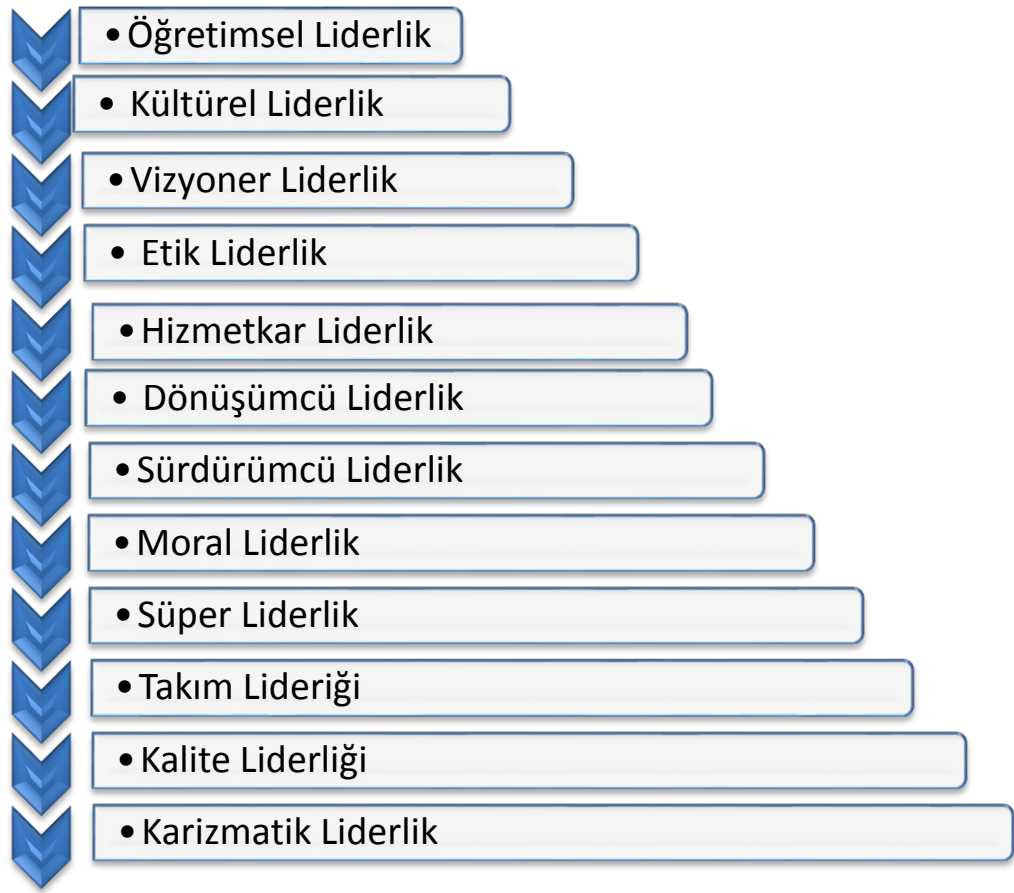 • Öğretimsel Liderlik
• Kültürel Liderlik
• Vizyoner Liderlik
• Etik Liderlik
• Hizmetkar Liderlik
• Dönüşümcü Liderlik
• Sürdürümcü Liderlik
• Moral Liderlik
• Süper Liderlik
• Takım Lideriği
• Kalite Liderliği
• Karizmatik Liderlik